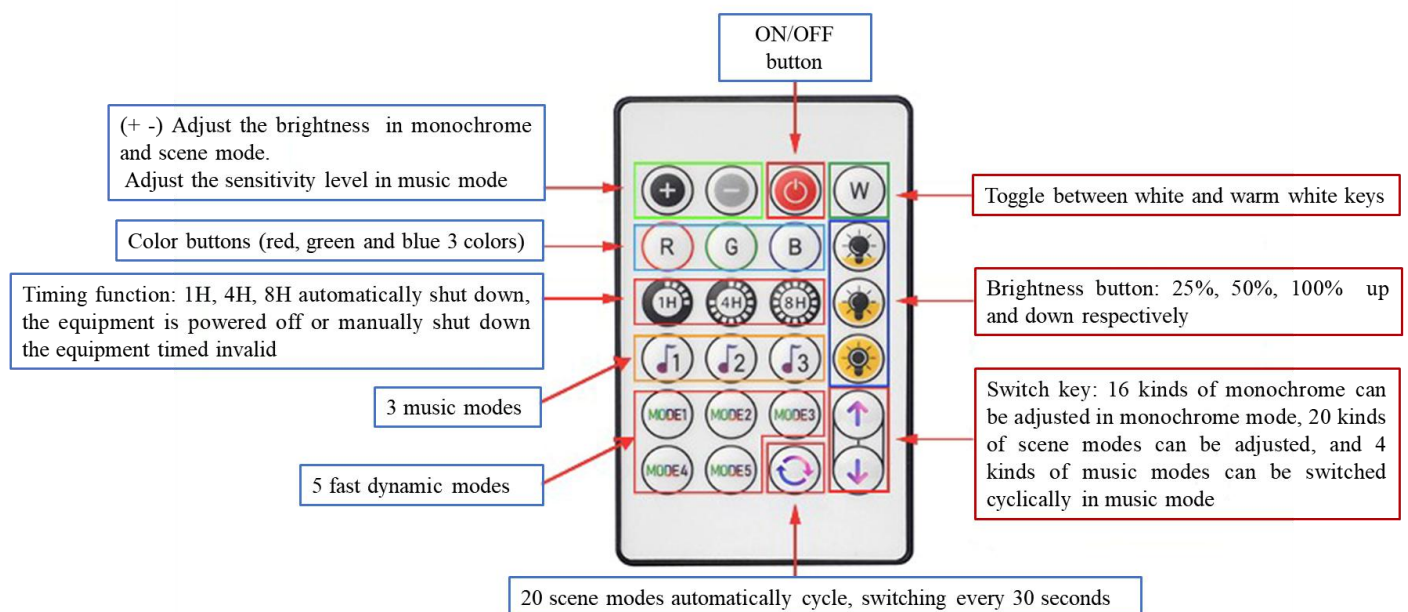 ON/OFF
button
(+ -) Adjust the brightness in monochrome
and scene mode.
Adjust the sensitivity level in music mode
Color buttons (red, green and blue 3 colors)
Timing function: 1H, 4H, 8H automatically shut down,
the equipment is powered off or manually shut down
the equipment timed invalid
3 music modes
5 fast dynamic modes
+ - W
R G B
1H 4H 8H
1 2 3
MODE1 MODE2 MODE3
MODE4 MODE5
Toggle between white and warm white keys
Brightness button: 25%, 50%, 100% up
and down respectively
Switch key: 16 kinds of monochrome can
be adjusted in monochrome mode, 20 kinds
of scene modes can be adjusted, and 4
kinds of music modes can be switched
cyclically in music mode
20 scene modes automatically cycle, switching every 30 seconds